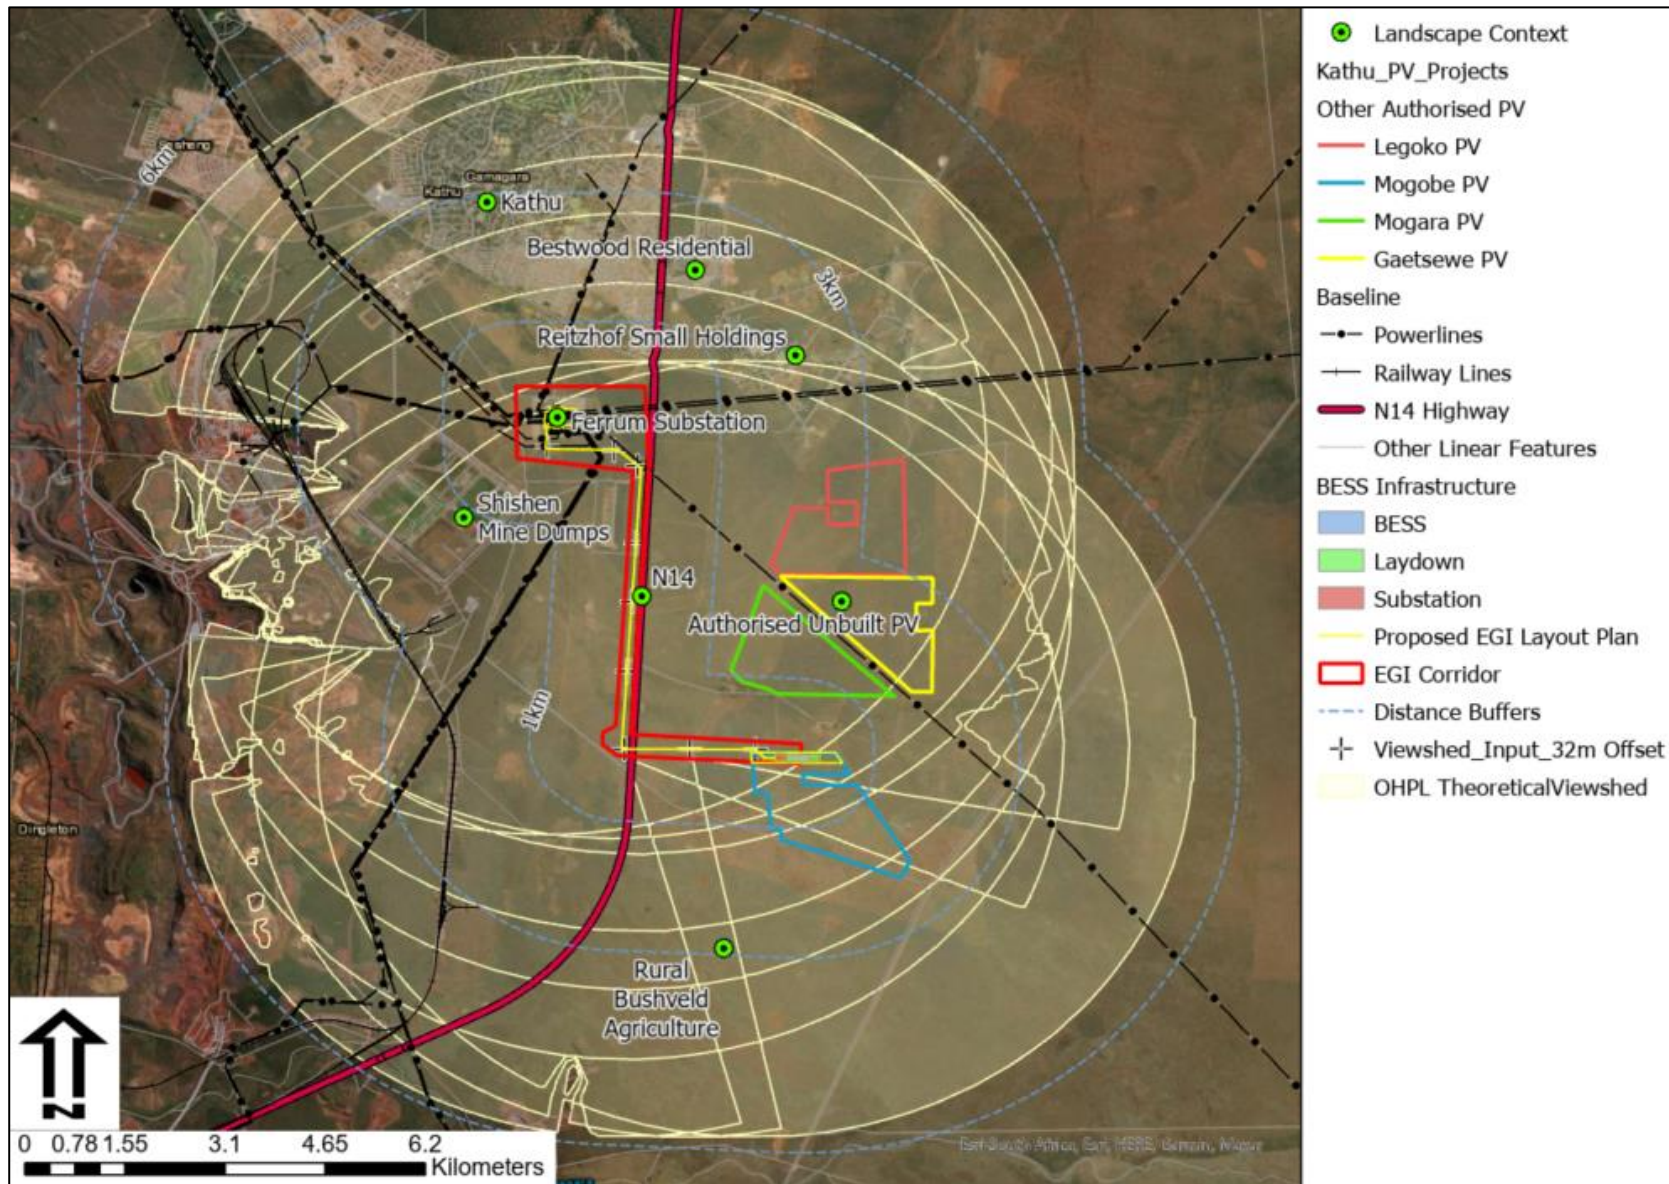 6km
Sesheng
Gamagara
Kathu
Kathu
Bestwood Residential
3km
Reitzhof Small Holdings
Ferrum Substation
Shishen
Mine Dumps
N14
Authorised Unbuilt PV
1km
Dingleton
Rural
Bushveld
Agriculture
N
0 0.78 1.55 3.1 4.65 6.2
Kilometers
Landscape Context
Kathu_PV_Projects
Other Authorised PV
Legoko PV
Mogobe PV
Mogara PV
Gaetsewe PV
Baseline
Powerlines
Railway Lines
N14 Highway
Other Linear Features
BESS Infrastructure
BESS
Laydown
Substation
Proposed EGI Layout Plan
EGI Corridor
Distance Buffers
Viewshed_Input_32m Offset
OHPL TheoreticalViewshed